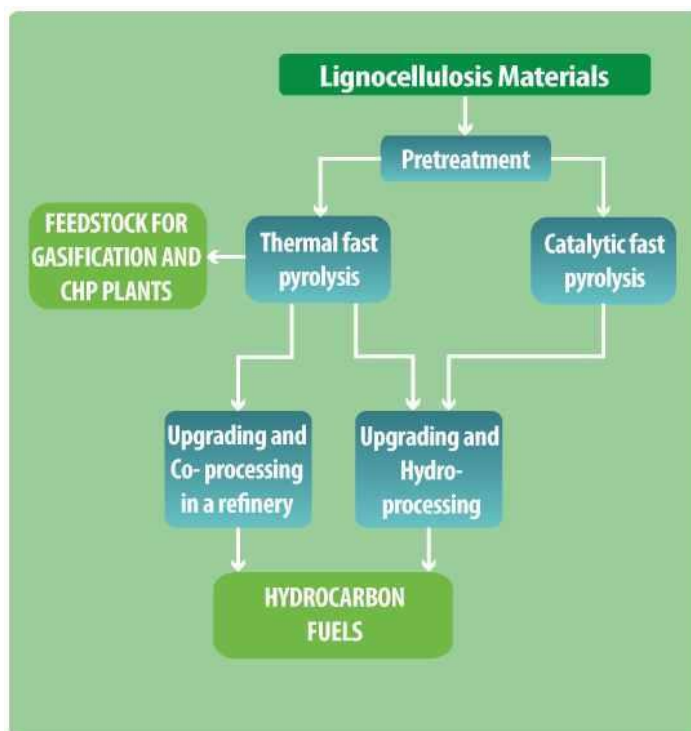 Lignocellulosis Materials
Pretreatment
FEEDSTOCK FOR
GASIFICATION AND
CHP PLANTS
Thermal fast
pyrolysis
Catalytic fast
pyrolysis
Upgrading and
Co- processing
in a refinery
Upgrading and
Hydro-
processing
HYDROCARBON
FUELS